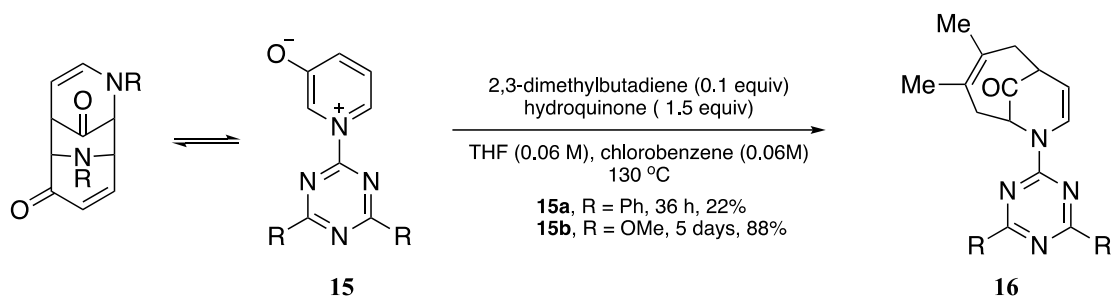 NR
O
N
R
O
O⁻
N⁺
N N
R N R
15
2,3-dimethylbutadiene (0.1 equiv)
hydroquinone ( 1.5 equiv)
THF (0.06 M), chlorobenzene (0.06M)
130 ºC
15a, R = Ph, 36 h, 22%
15b, R = OMe, 5 days, 88%
Me
Me
OC
N
N N
R N R
16